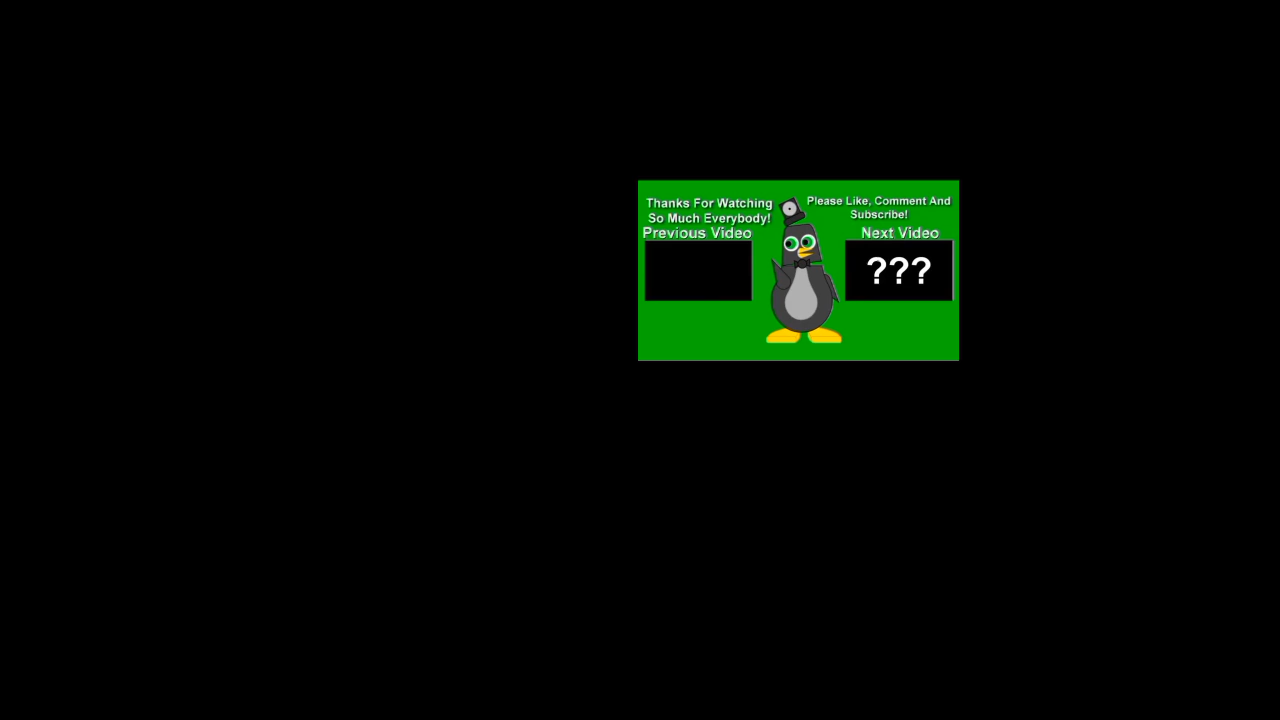 Thanks For Watching
So Much Everybody!
Previous Video
Please Like, Comment And
Subscribe!
Next Video
???